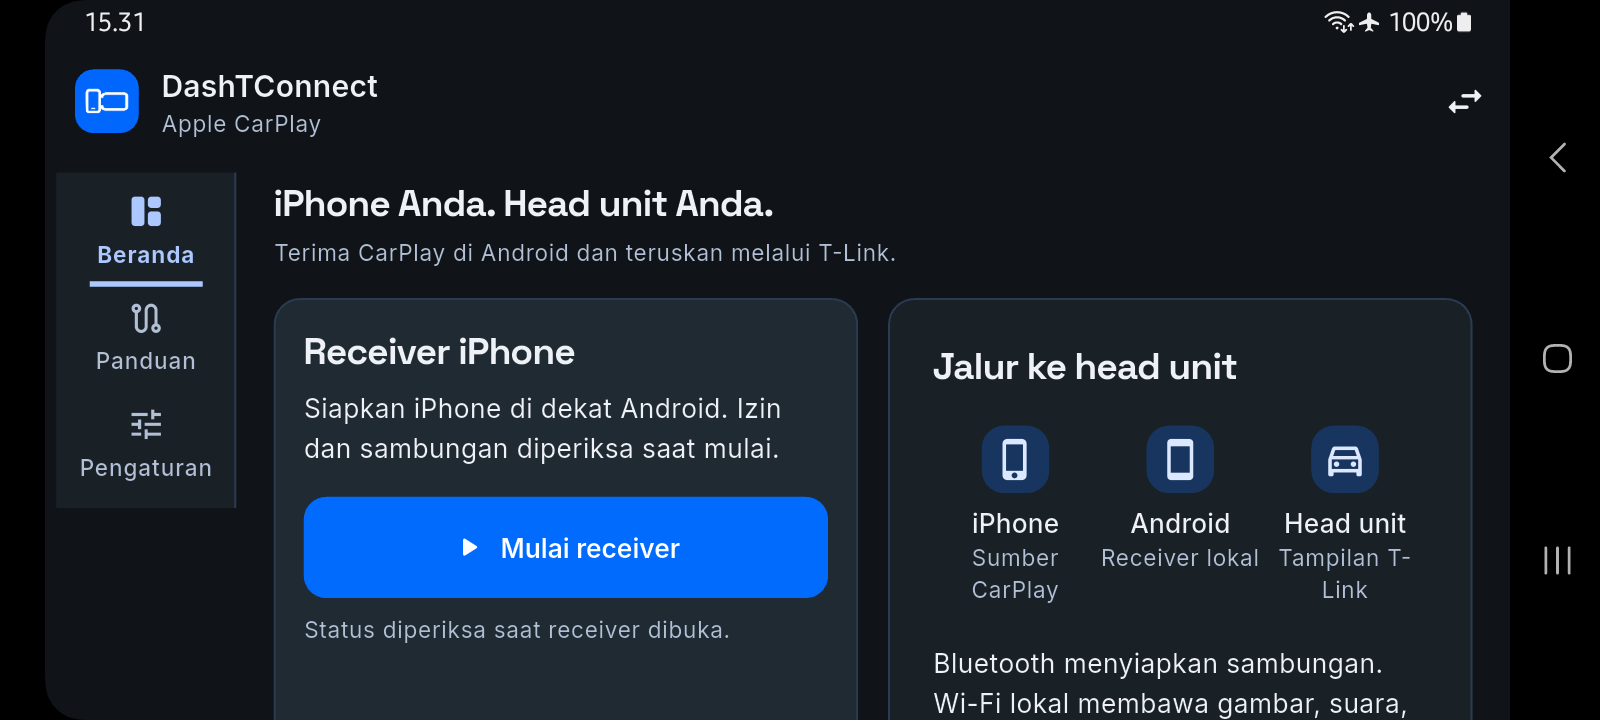 15.31
100%
DashTConnect
Apple CarPlay
Beranda
Panduan
Pengaturan
iPhone Anda. Head unit Anda.
Terima CarPlay di Android dan teruskan melalui T-Link.
Receiver iPhone
Siapkan iPhone di dekat Android. Izin
dan sambungan diperiksa saat mulai.
Mulai receiver
Status diperiksa saat receiver dibuka.
Jalur ke head unit
iPhone
Sumber
CarPlay
Android
Receiver lokal
Head unit
Tampilan T-
Link
Bluetooth menyiapkan sambungan.
Wi-Fi lokal membawa gambar, suara,